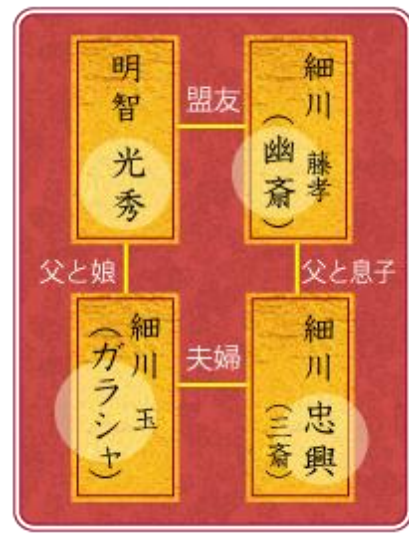 明智 光秀
盟友
細川 藤孝
（幽斎）
父と娘
父と息子
細川 玉
（ガラシャ）
夫婦
細川 忠興
（三斎）